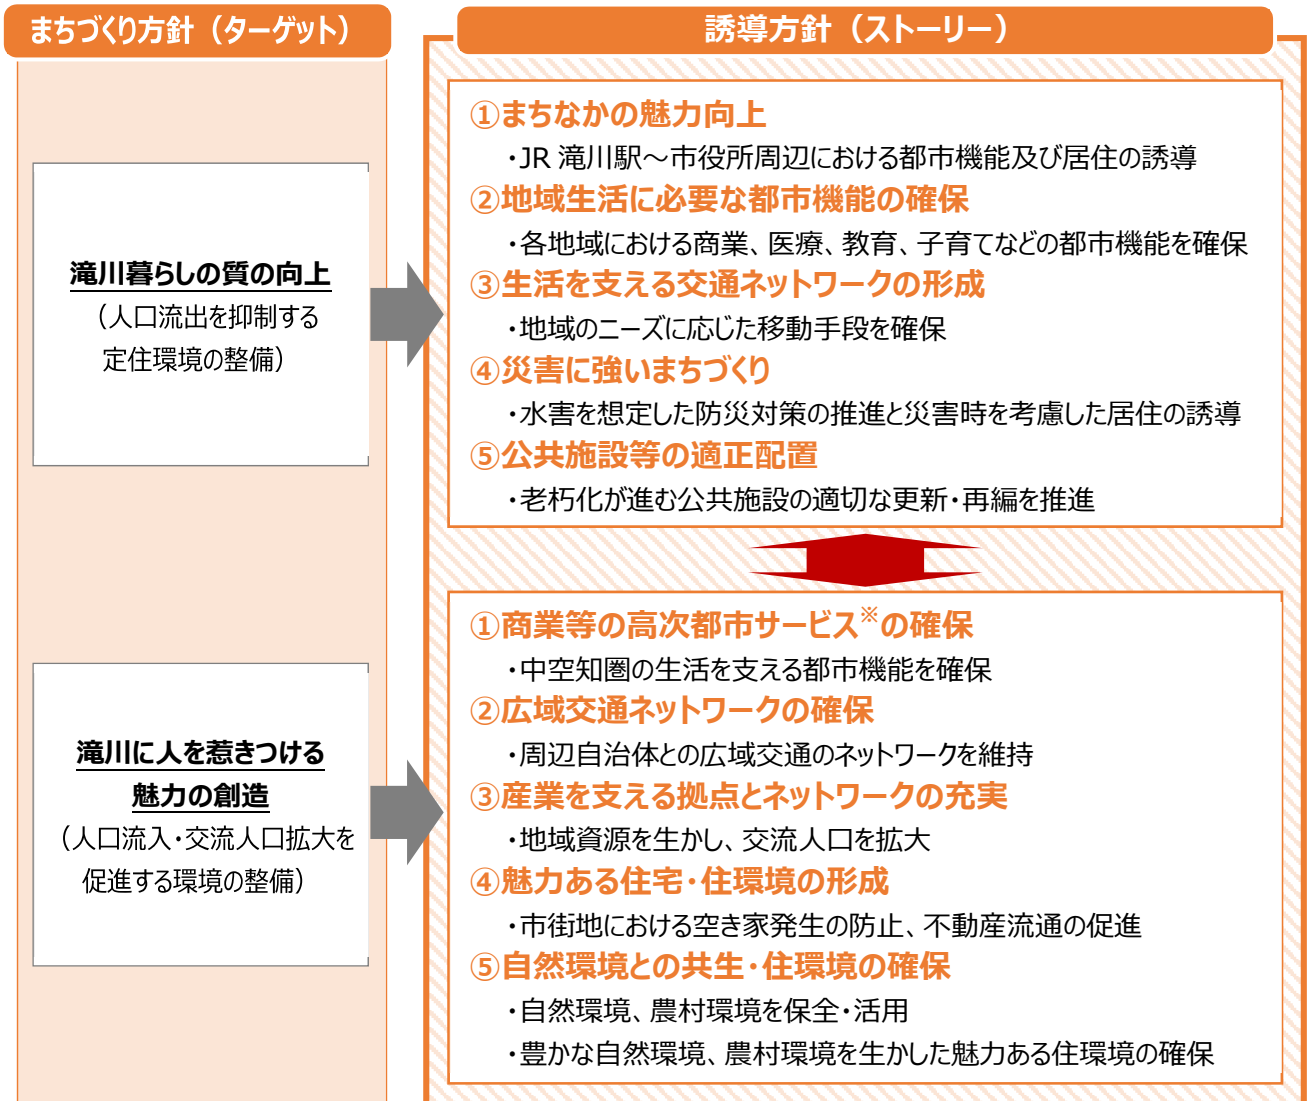 まちづくり方針（ターゲット）
誘導方針（ストーリー）
滝川暮らしの質の向上
（人口流出を抑制する
定住環境の整備）
①まちなかの魅力向上
・JR 滝川駅～市役所周辺における都市機能及び居住の誘導
②地域生活に必要な都市機能の確保
・各地域における商業、医療、教育、子育てなどの都市機能を確保
③生活を支える交通ネットワークの形成
・地域のニーズに応じた移動手段を確保
④災害に強いまちづくり
・水害を想定した防災対策の推進と災害時を考慮した居住の誘導
⑤公共施設等の適正配置
・老朽化が進む公共施設の適切な更新・再編を推進
滝川に人を惹きつける
魅力の創造
（人口流入・交流人口拡大を
促進する環境の整備）
①商業等の高次都市サービス※の確保
・中空知圏の生活を支える都市機能を確保
②広域交通ネットワークの確保
・周辺自治体との広域交通のネットワークを維持
③産業を支える拠点とネットワークの充実
・地域資源を生かし、交流人口を拡大
④魅力ある住宅・住環境の形成
・市街地における空き家発生の防止、不動産流通の促進
⑤自然環境との共生・住環境の確保
・自然環境、農村環境を保全・活用
・豊かな自然環境、農村環境を生かした魅力ある住環境の確保